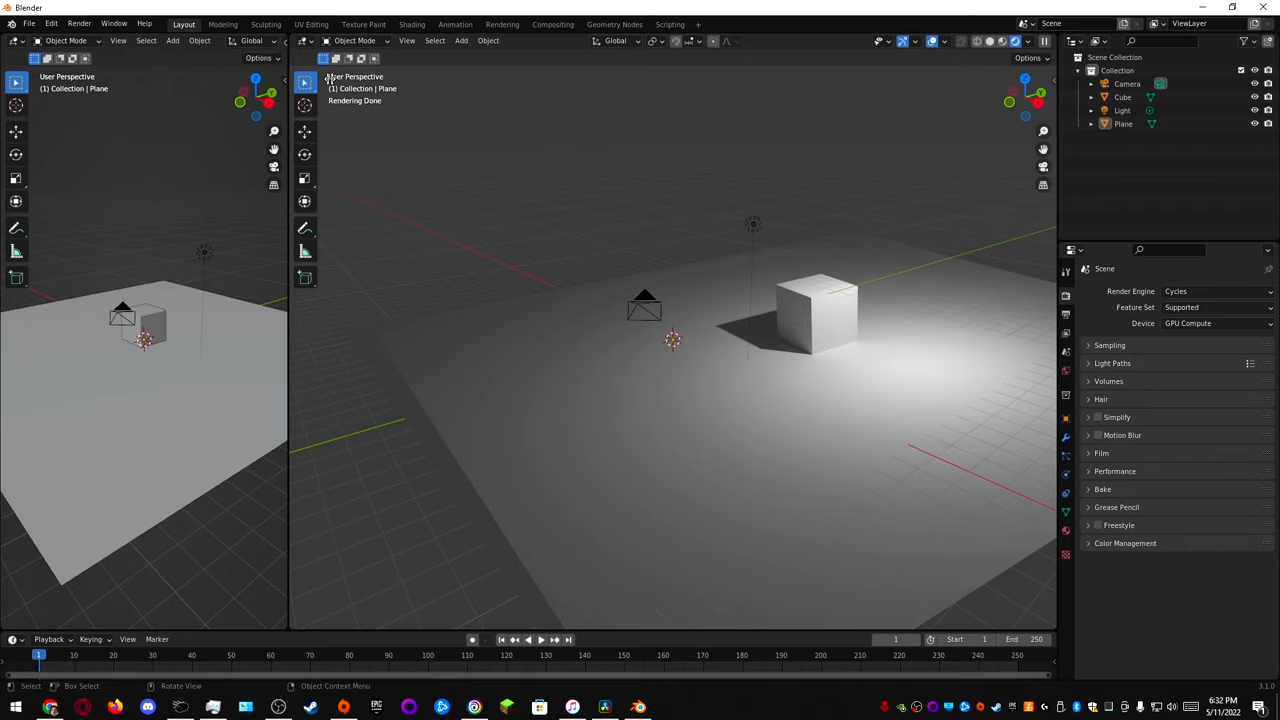 Blender
File Edit Render Window Help Layout Modeling Sculpting UV Editing Texture Paint Shading Animation Rendering Compositing Geometry Nodes Scripting + Scene ViewLayer
Object Mode View Select Add Object Global
Options
User Perspective
(1) Collection | Plane
Object Mode View Select Add Object Global
Options
User Perspective
(1) Collection | Plane
Rendering Done
Z
Y
Z
Y
Scene Collection
Collection
Camera
Cube
Light
Plane
Scene
Render Engine Cycles
Feature Set Supported
Device GPU Compute
Sampling
Light Paths
Volumes
Hair
Simplify
Motion Blur
Film
Performance
Bake
Grease Pencil
Freestyle
Color Management
Playback Keying View Marker 1 Start 1 End 250
1 10 20 30 40 50 60 70 80 90 100 110 120 130 140 150 160 170 180 190 200 210 220 230 240 250
Select Box Select Rotate View Object Context Menu 3.1.0
EPIC
6:32 PM
5/11/2022